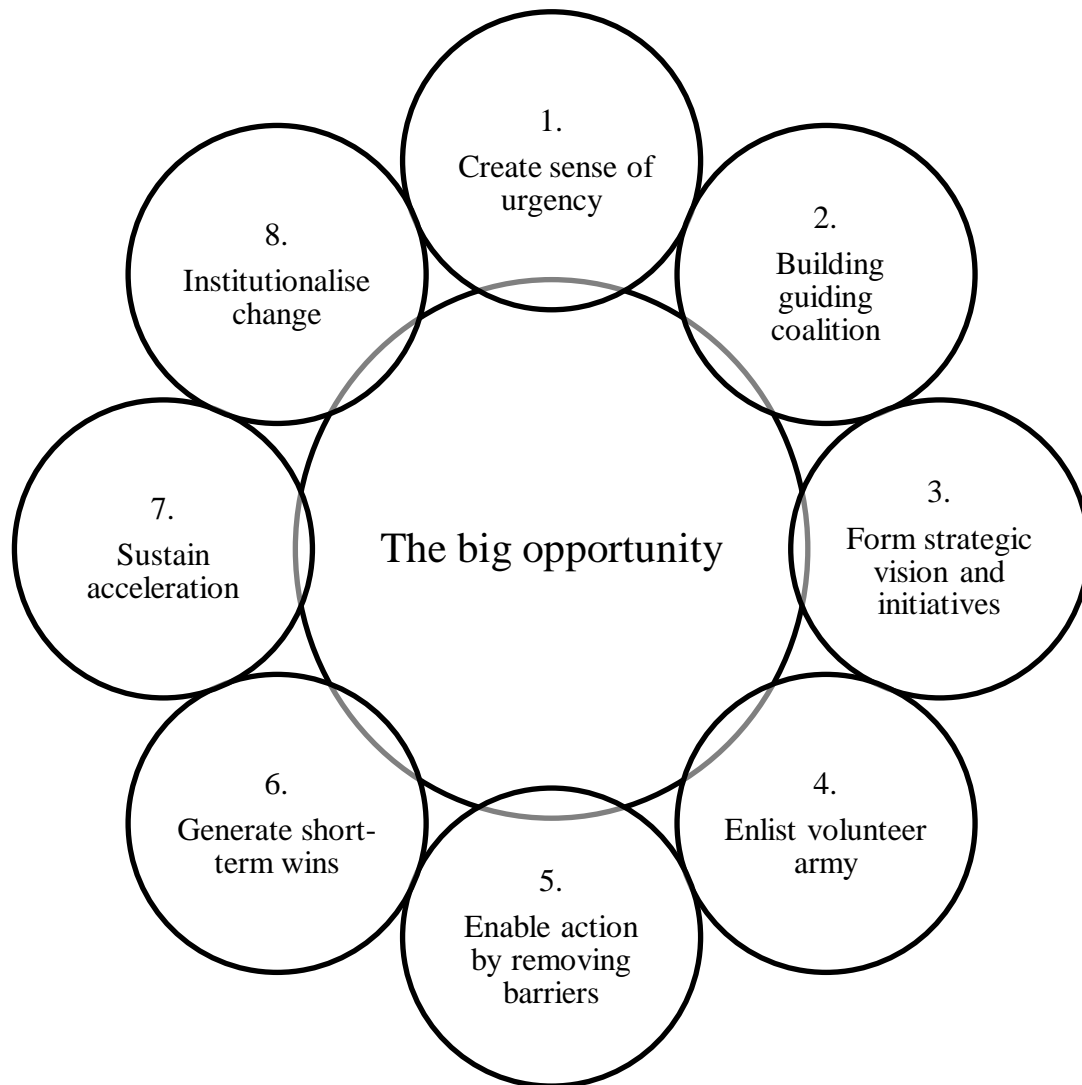 1.
Create sense of
urgency
2.
Building
guiding
coalition
3.
Form strategic
vision and
initiatives
4.
Enlist volunteer
army
5.
Enable action
by removing
barriers
6.
Generate short-
term wins
7.
Sustain
acceleration
8.
Institutionalise
change
The big opportunity